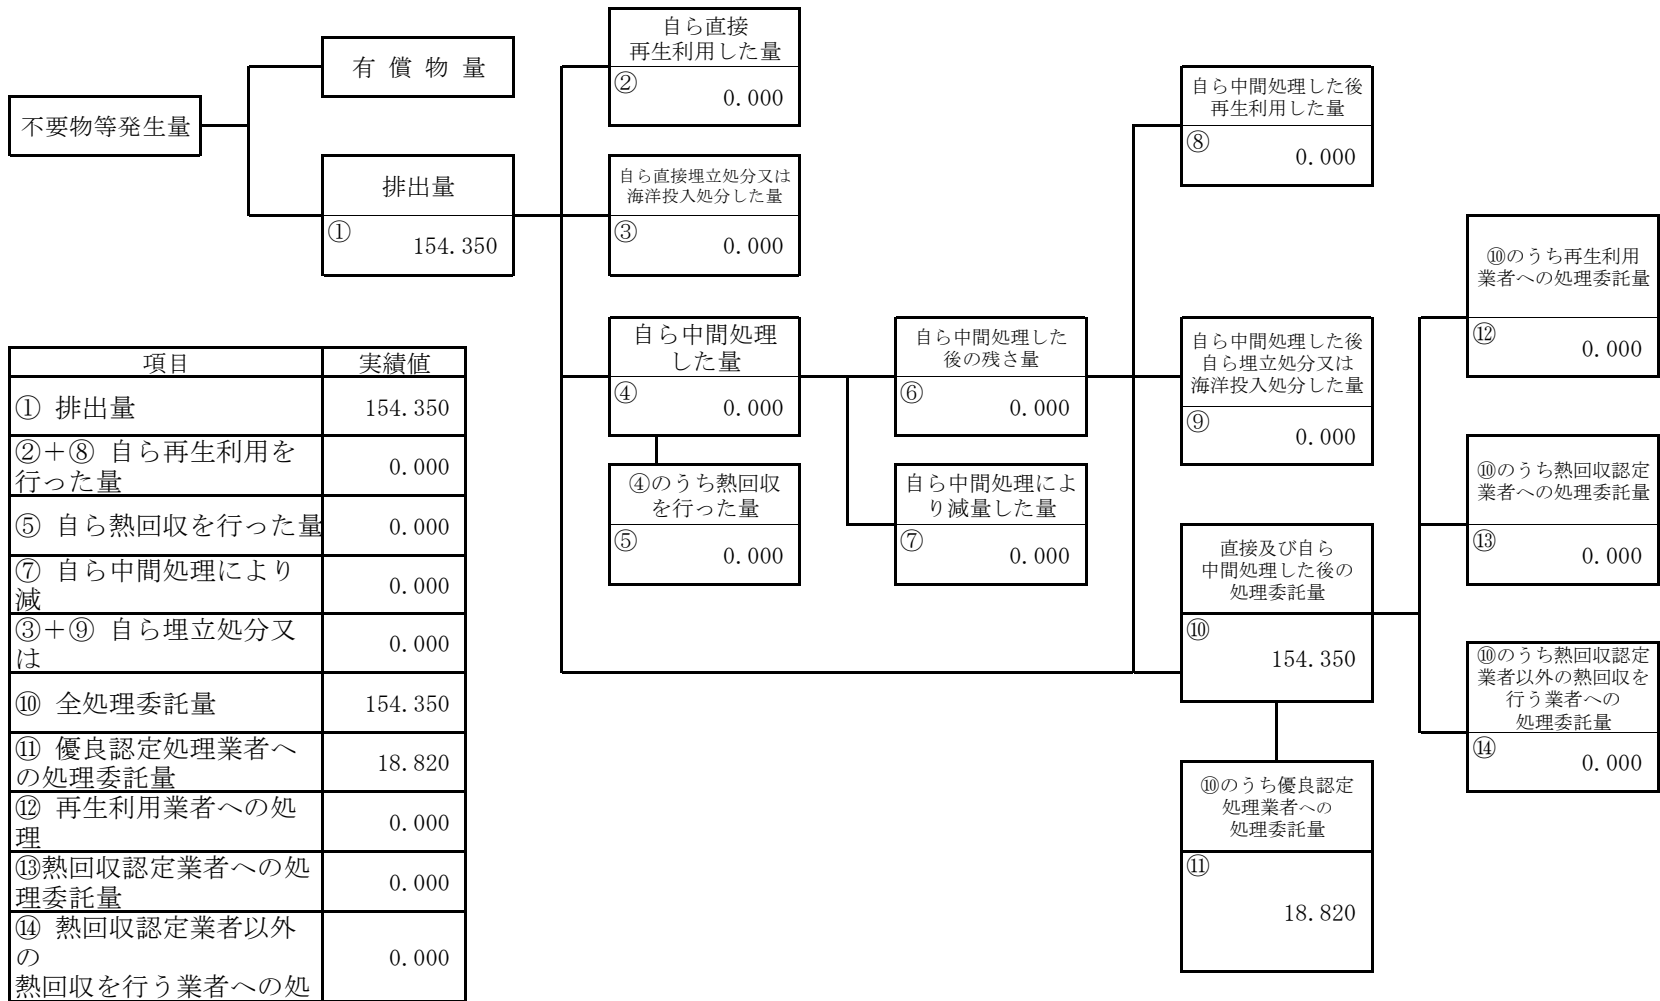 不要物等発生量
有 償 物 量
排出量
①
154.350
自ら直接
再生利用した量
②
0.000
自ら直接埋立処分又は
海洋投入処分した量
③
0.000
自ら中間処理
した量
④
0.000
④のうち熱回収
を行った量
⑤
0.000
自ら中間処理した
後の残さ量
⑥
0.000
自ら中間処理によ
り減量した量
⑦
0.000
自ら中間処理した後
再生利用した量
⑧
0.000
自ら中間処理した後
自ら埋立処分又は
海洋投入処分した量
⑨
0.000
直接及び自ら
中間処理した後の
処理委託量
⑩
154.350
⑩のうち優良認定
処理業者への
処理委託量
⑪
18.820
⑩のうち再生利用
業者への処理委託量
⑫
0.000
⑩のうち熱回収認定
業者への処理委託量
⑬
0.000
⑩のうち熱回収認定
業者以外の熱回収を
行う業者への
処理委託量
⑭
0.000
項目 実績値
① 排出量 154.350
②＋⑧ 自ら再生利用を
行った量 0.000
⑤ 自ら熱回収を行った量 0.000
⑦ 自ら中間処理により
減 0.000
③＋⑨ 自ら埋立処分又
は 0.000
⑩ 全処理委託量 154.350
⑪ 優良認定処理業者へ
の処理委託量 18.820
⑫ 再生利用業者への処
理 0.000
⑬熱回収認定業者への処
理委託量 0.000
⑭ 熱回収認定業者以外
の 0.000
熱回収を行う業者への処